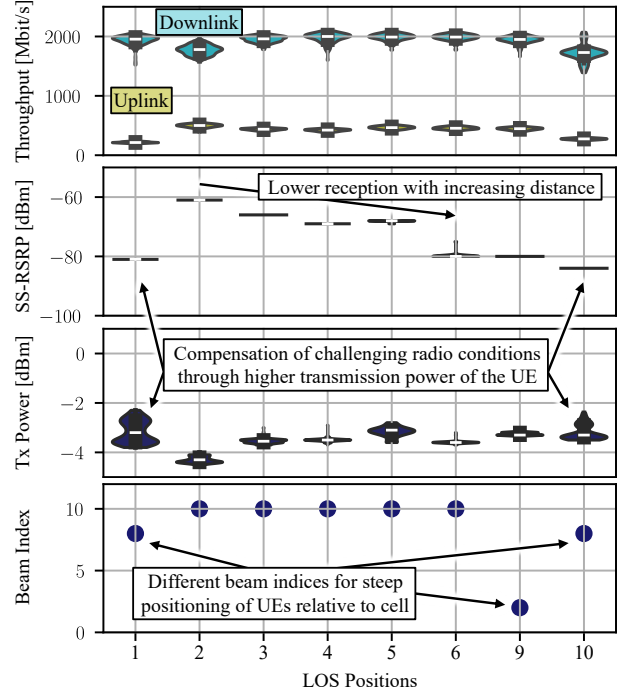 Throughput [Mbit/s]
2000
1000
0
Downlink
Uplink
SS-RSRP [dBm]
−60
−80
−100
Lower reception with increasing distance
Tx Power [dBm]
0
−2
−4
Compensation of challenging radio conditions
through higher transmission power of the UE
Beam Index
10
5
0
Different beam indices for steep
positioning of UEs relative to cell
1 2 3 4 5 6 9 10
LOS Positions